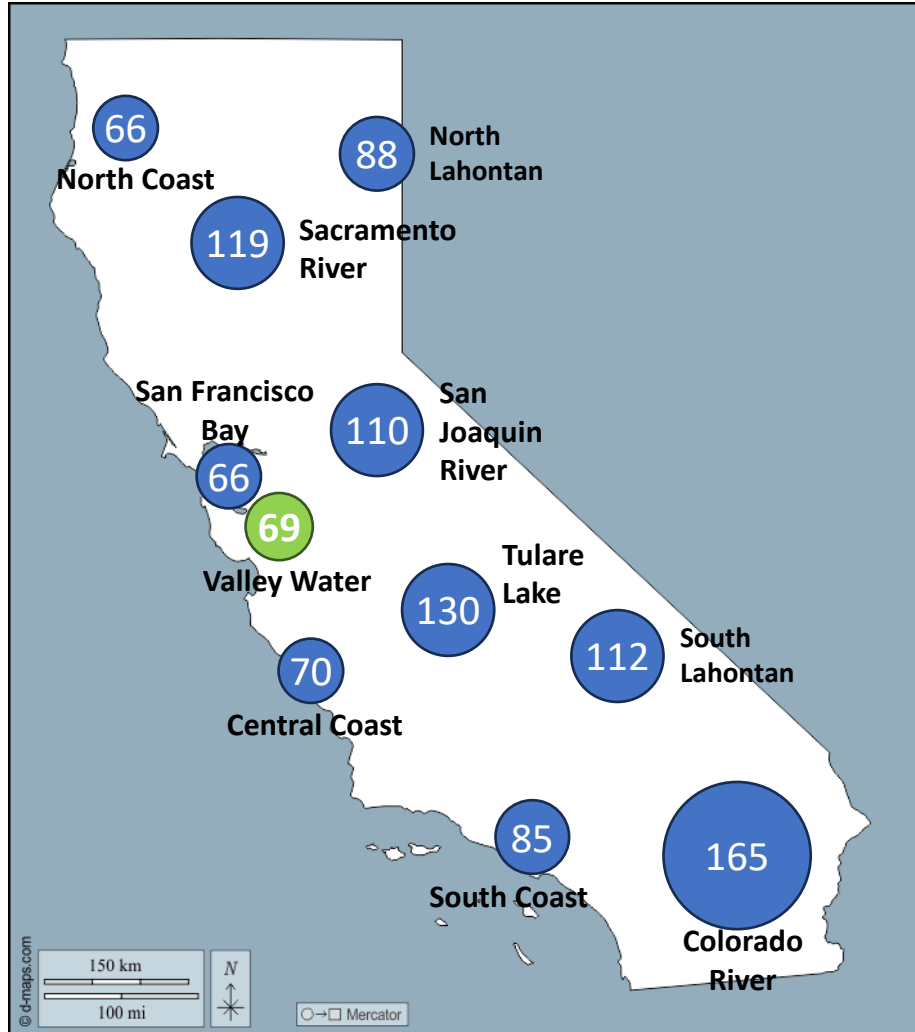 66
North Coast
88
North
Lahontan
119
Sacramento
River
San Francisco
Bay
66
110
San
Joaquin
River
69
Valley Water
130
Tulare
Lake
112
South
Lahontan
70
Central Coast
85
South Coast
165
Colorado
River
© d-maps.com
150 km
100 mi
N
Mercator